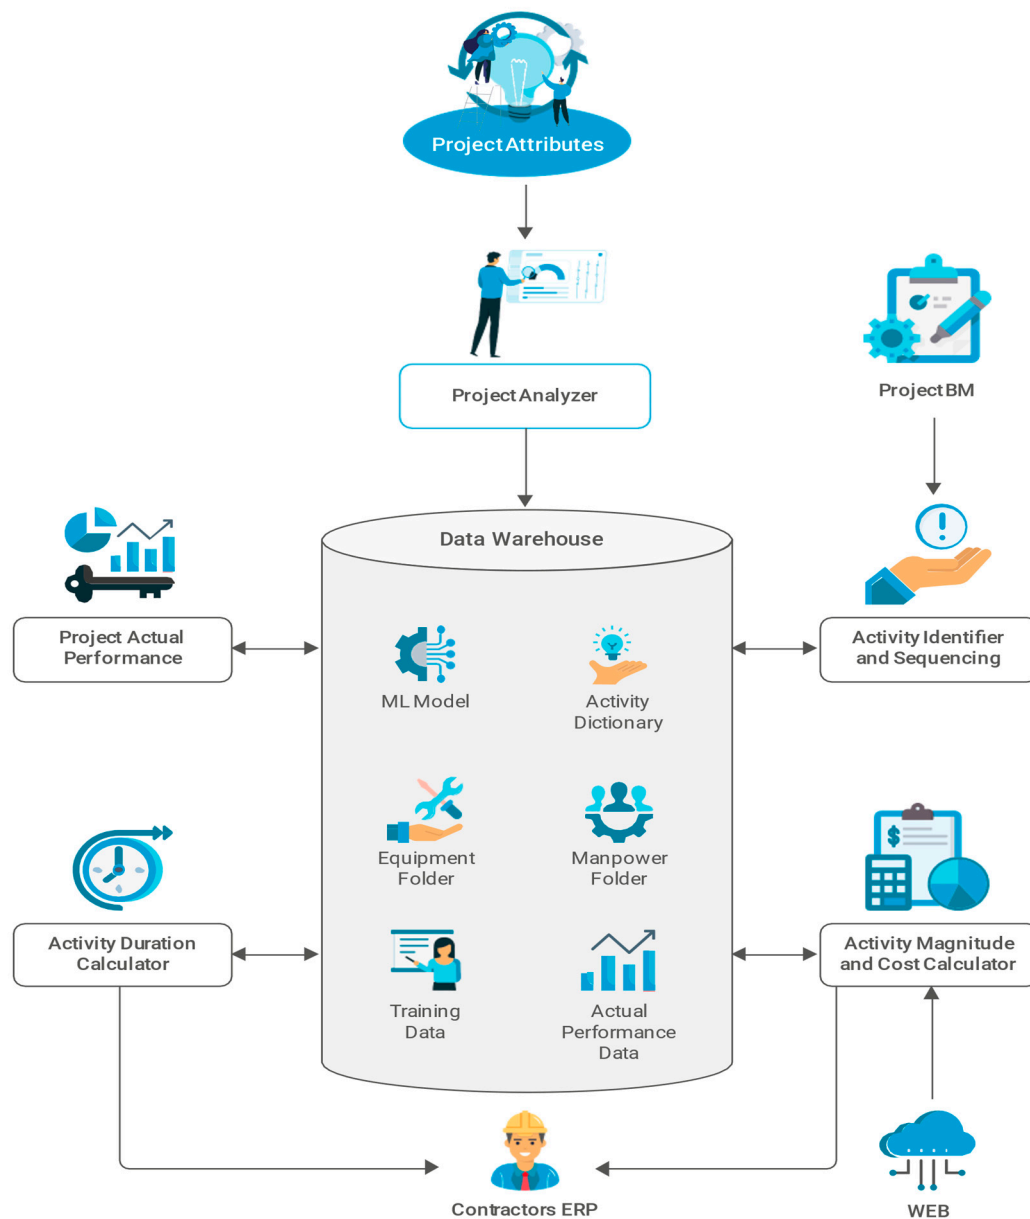 Project Attributes
Project Analyzer
Project BM
Data Warehouse
Project Actual
Performance
Activity Identifier
and Sequencing
ML Model
Activity
Dictionary
Equipment
Folder
Manpower
Folder
$
Activity Duration
Calculator
Activity Magnitude
and Cost Calculator
Training
Data
Actual
Performance
Data
Contractors ERP
WEB